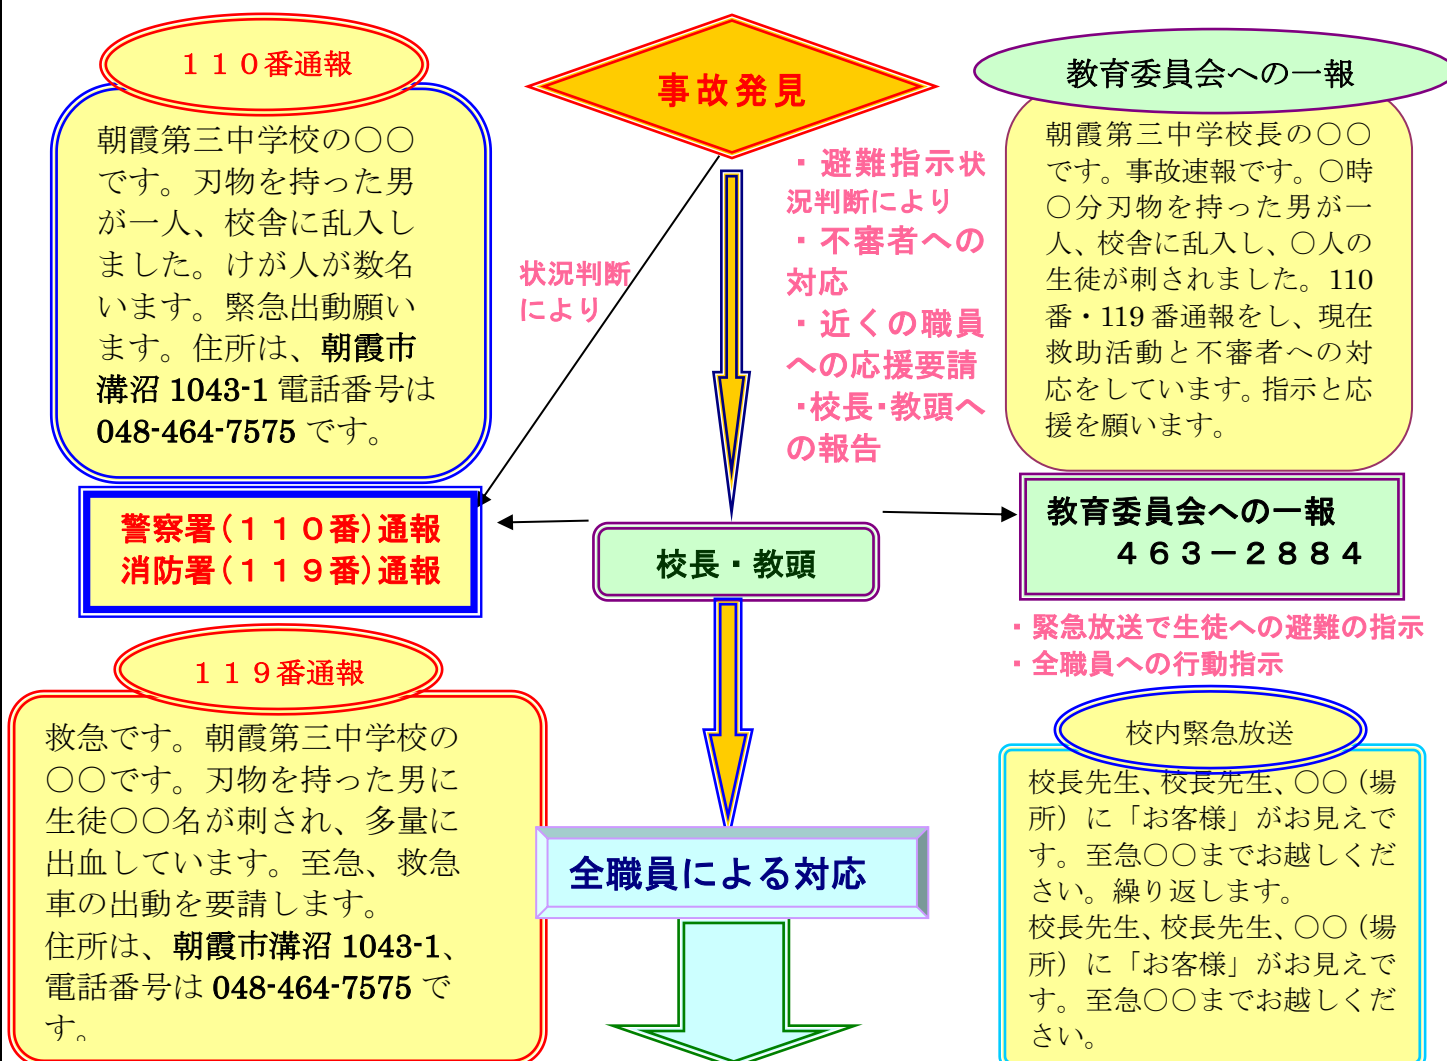 １１０番通報
朝霞第三中学校の〇〇
です。刃物を持った男
が一人、校舎に乱入し
ました。けが人が数名
います。緊急出動願い
ます。住所は、朝霞市
溝沼 1043-1 電話番号は
048-464-7575 です。
警察署（１１０番）通報
消防署（１１９番）通報
１１９番通報
救急です。朝霞第三中学校の
〇〇です。刃物を持った男に
生徒〇〇名が刺され、多量に
出血しています。至急、救急
車の出動を要請します。
住所は、朝霞市溝沼 1043-1、
電話番号は 048-464-7575 で
す。
事故発見
状況判断
により
・避難指示状
況判断により
・不審者への
対応
・近くの職員
への応援要請
・校長・教頭へ
の報告
校長・教頭
全職員による対応
教育委員会への一報
朝霞第三中学校長の〇〇
です。事故速報です。〇時
〇分刃物を持った男が一
人、校舎に乱入し、〇人の
生徒が刺されました。110
番・119 番通報をし、現在
救助活動と不審者への対
応をしています。指示と応
援を願います。
教育委員会への一報
４６３－２８８４
・緊急放送で生徒への避難の指示
・全職員への行動指示
校内緊急放送
校長先生、校長先生、〇〇（場
所）に「お客様」がお見えで
す。至急〇〇までお越しくだ
さい。繰り返します。
校長先生、校長先生、〇〇（場
所）に「お客様」がお見えで
す。至急〇〇までお越しくだ
さい。